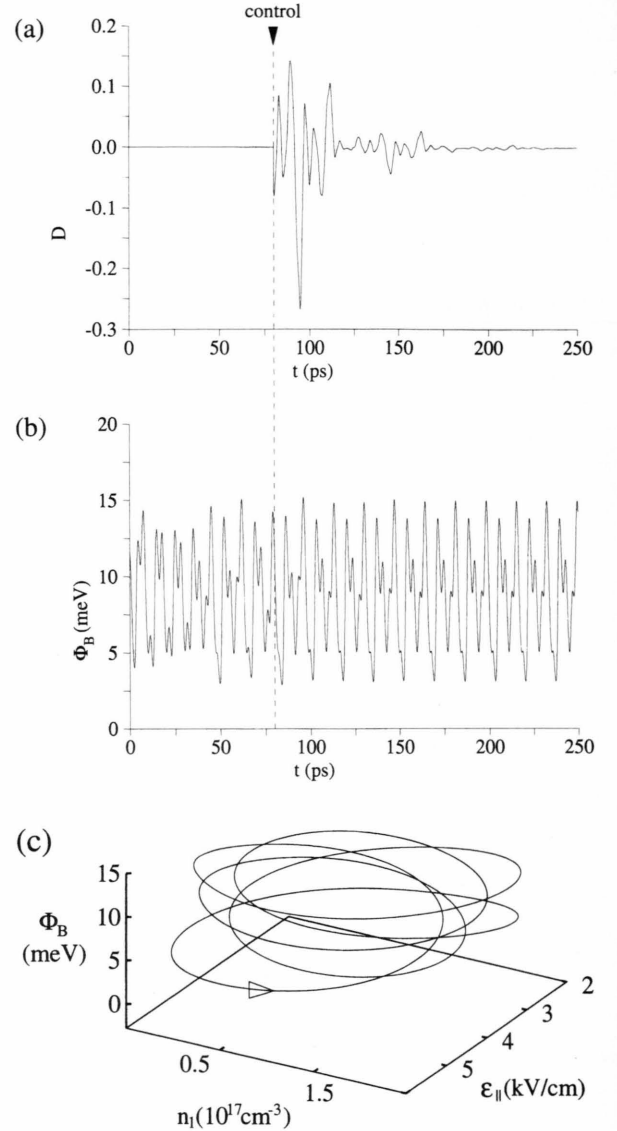 control
(a)
0.2
0.1
0.0
-0.1
-0.2
-0.3
D
0 50 100 150 200 250
t (ps)
(b)
20
15
10
5
0
Φ_B (meV)
0 50 100 150 200 250
t (ps)
(c)
15
10
5
0
Φ_B
(meV)
2
3
4
5
ε_||(kV/cm)
0.5
1.5
n_1(10^17cm^-3)